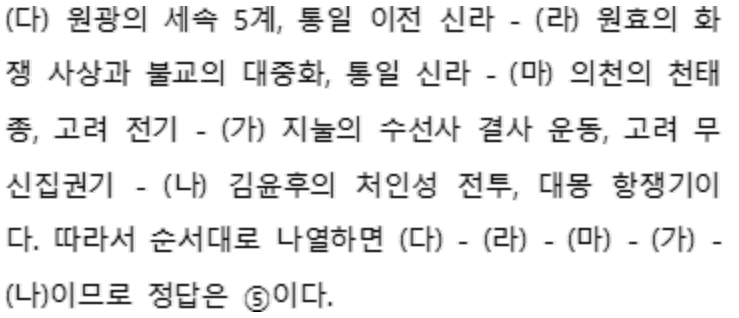 (다) 원광의 세속 5계, 통일 이전 신라 - (라) 원효의 화
쟁 사상과 불교의 대중화, 통일 신라 - (마) 의천의 천태
종, 고려 전기 - (가) 지눌의 수선사 결사 운동, 고려 무
신집권기 - (나) 김윤후의 처인성 전투, 대몽 항쟁기이
다. 따라서 순서대로 나열하면 (다) - (라) - (마) - (가) -
(나)이므로 정답은 ⑤이다.